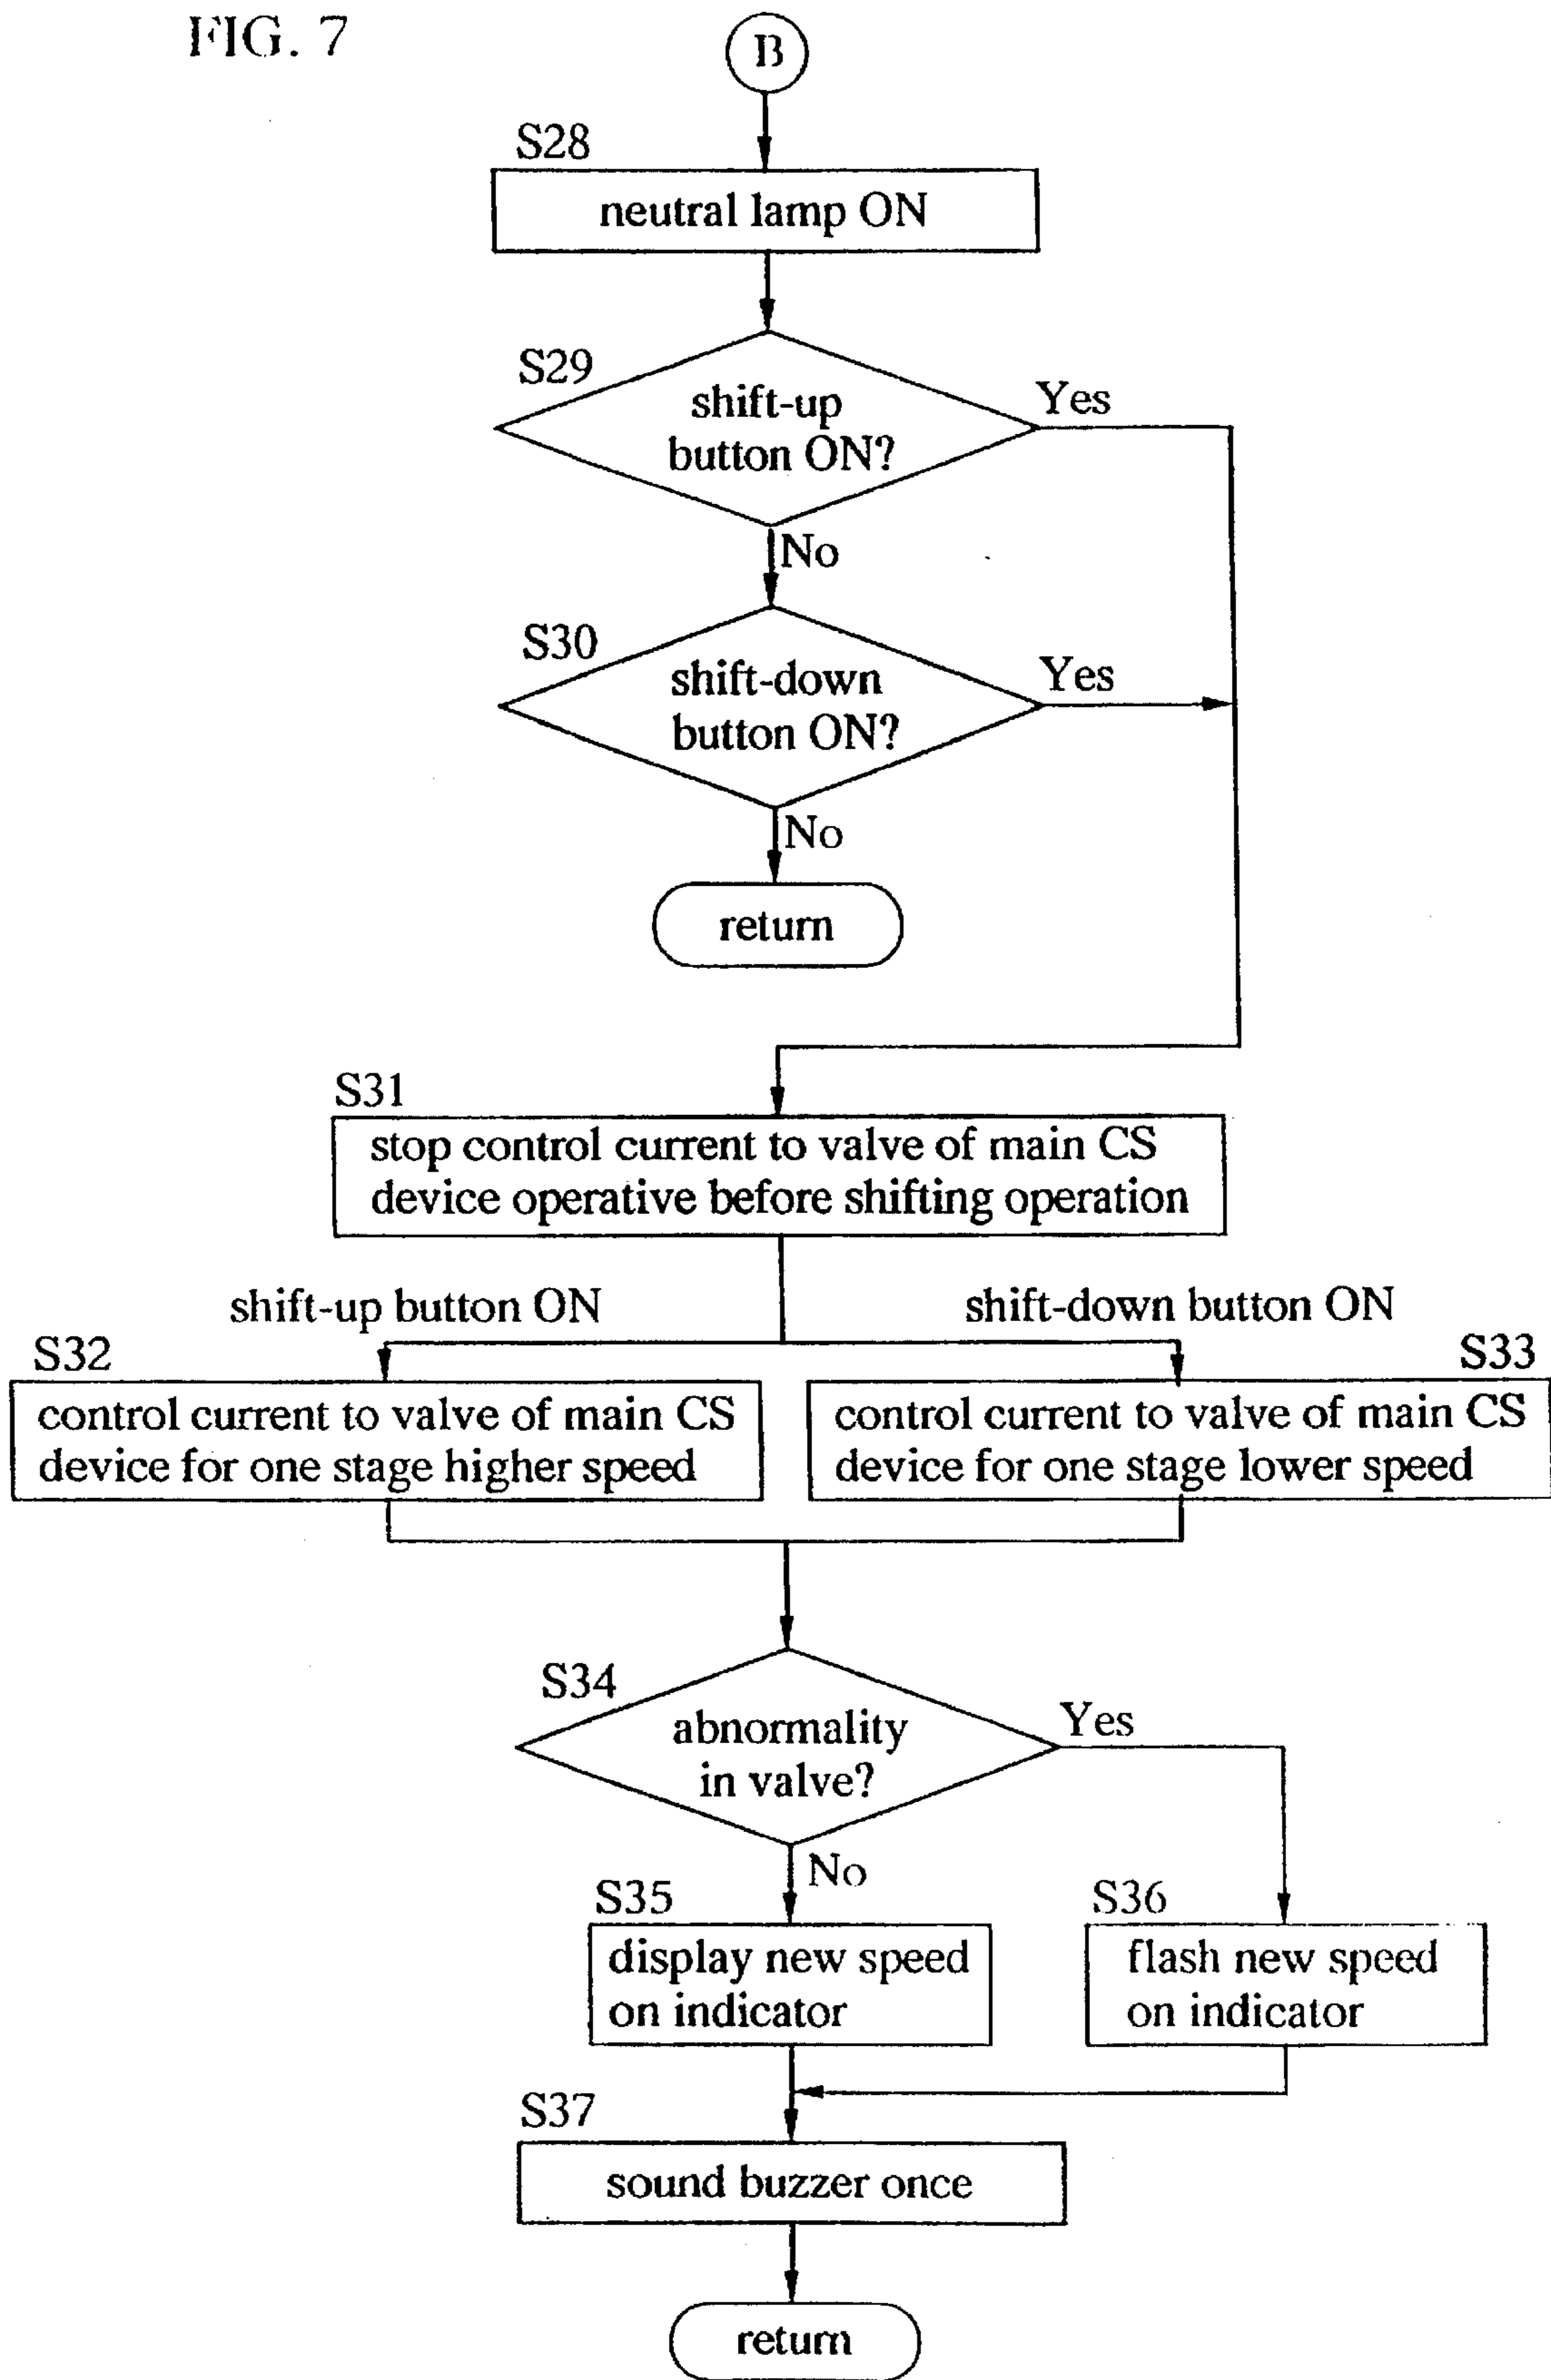 FIG. 7
B
S28
neutral lamp ON
S29
shift-up
button ON?
Yes
No
S30
shift-down
button ON?
Yes
No
return
S31
stop control current to valve of main CS
device operative before shifting operation
shift-up button ON
shift-down button ON
S32
S33
control current to valve of main CS
device for one stage higher speed
control current to valve of main CS
device for one stage lower speed
S34
abnormality
in valve?
Yes
No
S35
S36
display new speed
on indicator
flash new speed
on indicator
S37
sound buzzer once
return